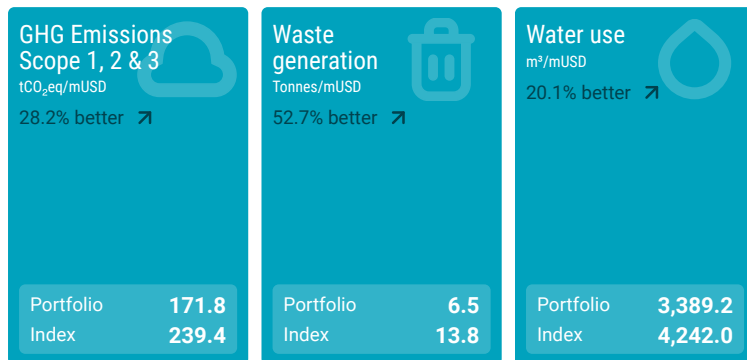 GHG Emissions
Scope 1, 2 & 3
tCO₂eq/mUSD
28.2% better
Portfolio 171.8
Index 239.4
Waste
generation
Tonnes/mUSD
52.7% better
Portfolio 6.5
Index 13.8
Water use
m³/mUSD
20.1% better
Portfolio 3,389.2
Index 4,242.0